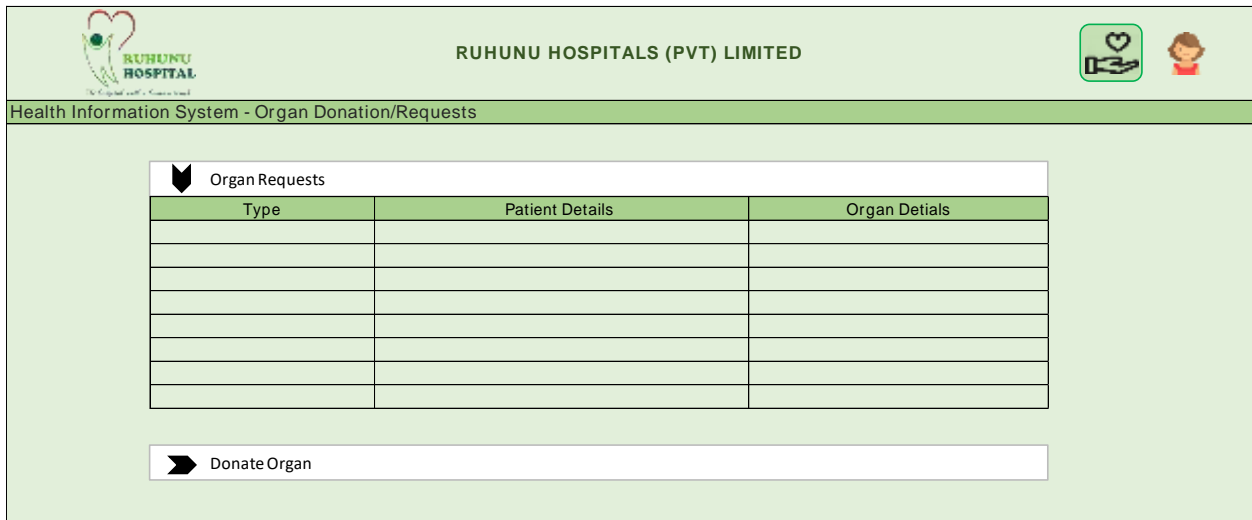 RUHUNU
HOSPITAL
RUHUNU HOSPITALS (PVT) LIMITED
Health Information System - Organ Donation/Requests
Organ Requests
Type Patient Details Organ Detials
Donate Organ